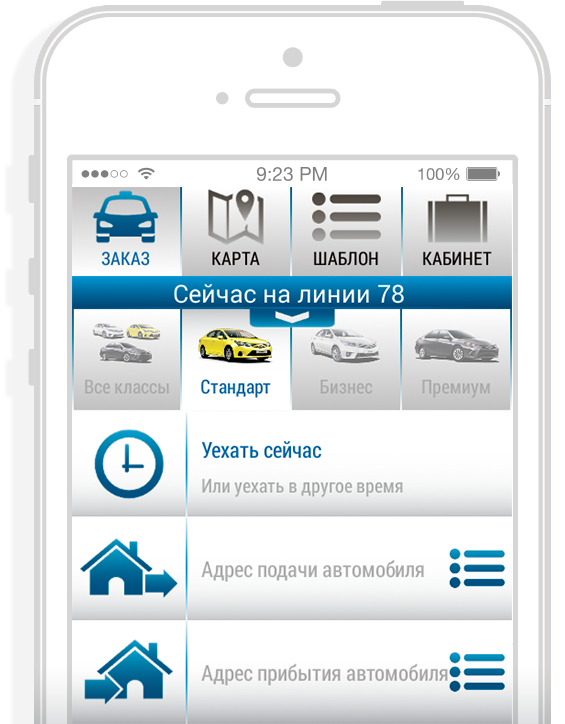 9:23 PM 100%
ЗАКАЗ КАРТА ШАБЛОН КАБИНЕТ
Сейчас на линии 78
Все классы Стандарт Бизнес Премиум
Уехать сейчас
Или уехать в другое время
Адрес подачи автомобиля
Адрес прибытия автомобиля